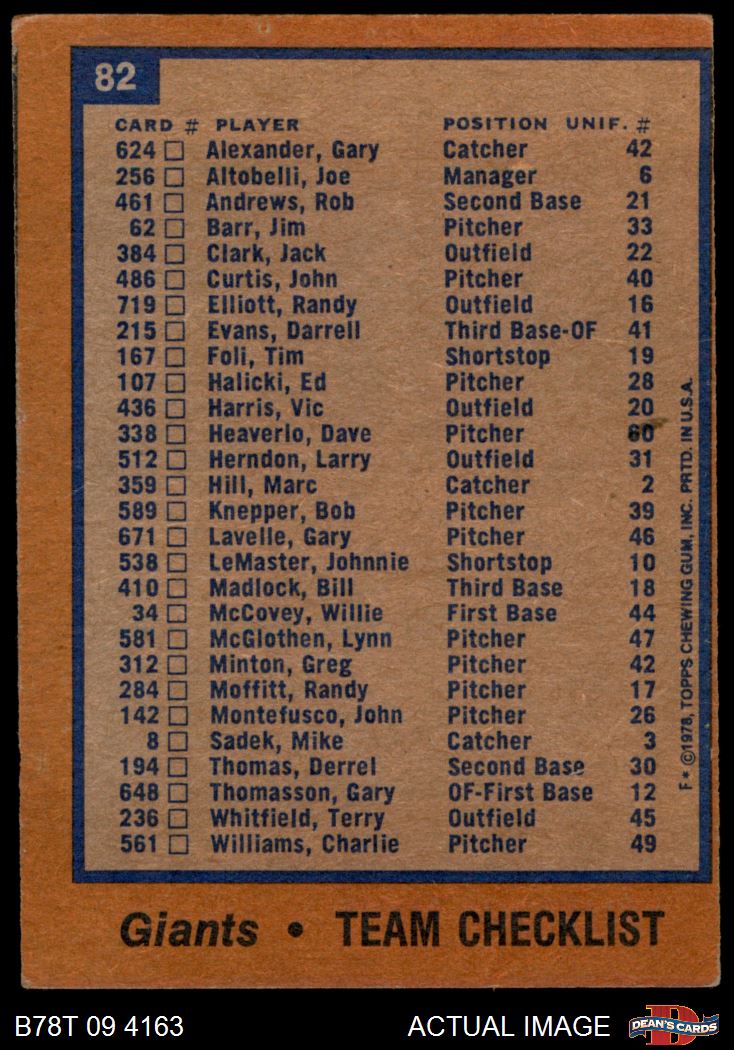 82
CARD # PLAYER POSITION UNIF. #
624 Alexander, Gary Catcher 42
256 Altobelli, Joe Manager 6
461 Andrews, Rob Second Base 21
62 Barr, Jim Pitcher 33
384 Clark, Jack Outfield 22
486 Curtis, John Pitcher 40
719 Elliott, Randy Outfield 16
215 Evans, Darrell Third Base-OF 41
167 Foli, Tim Shortstop 19
107 Halicki, Ed Pitcher 28
436 Harris, Vic Outfield 20
338 Heaverlo, Dave Pitcher 60
512 Herndon, Larry Outfield 31
359 Hill, Marc Catcher 2
589 Knepper, Bob Pitcher 39
671 Lavelle, Gary Pitcher 46
538 LeMaster, Johnnie Shortstop 10
410 Madlock, Bill Third Base 18
34 McCovey, Willie First Base 44
581 McGlothen, Lynn Pitcher 47
312 Minton, Greg Pitcher 42
284 Moffitt, Randy Pitcher 17
142 Montefusco, John Pitcher 26
8 Sadek, Mike Catcher 3
194 Thomas, Derrel Second Base 30
648 Thomasson, Gary OF-First Base 12
236 Whitfield, Terry Outfield 45
561 Williams, Charlie Pitcher 49
F* ©1978, TOPPS CHEWING GUM, INC. PRTD. IN U.S.A.
Giants • TEAM CHECKLIST
B78T 09 4163 ACTUAL IMAGE DEAN'S CARDS